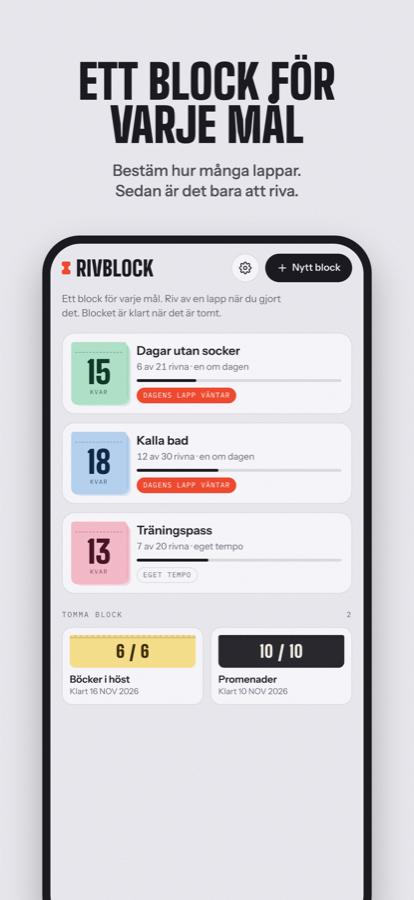 ETT BLOCK FÖR
VARJE MÅL
Bestäm hur många lappar.
Sedan är det bara att riva.
RIVBLOCK
+ Nytt block
Ett block för varje mål. Riv av en lapp när du gjort
det. Blocket är klart när det är tomt.
15
KVAR
Dagar utan socker
6 av 21 rivna · en om dagen
DAGENS LAPP VÄNTAR
18
KVAR
Kalla bad
12 av 30 rivna · en om dagen
DAGENS LAPP VÄNTAR
13
KVAR
Träningspass
7 av 20 rivna · eget tempo
EGET TEMPO
TOMMA BLOCK 2
6 / 6
Böcker i höst
Klart 16 NOV 2026
10 / 10
Promenader
Klart 10 NOV 2026